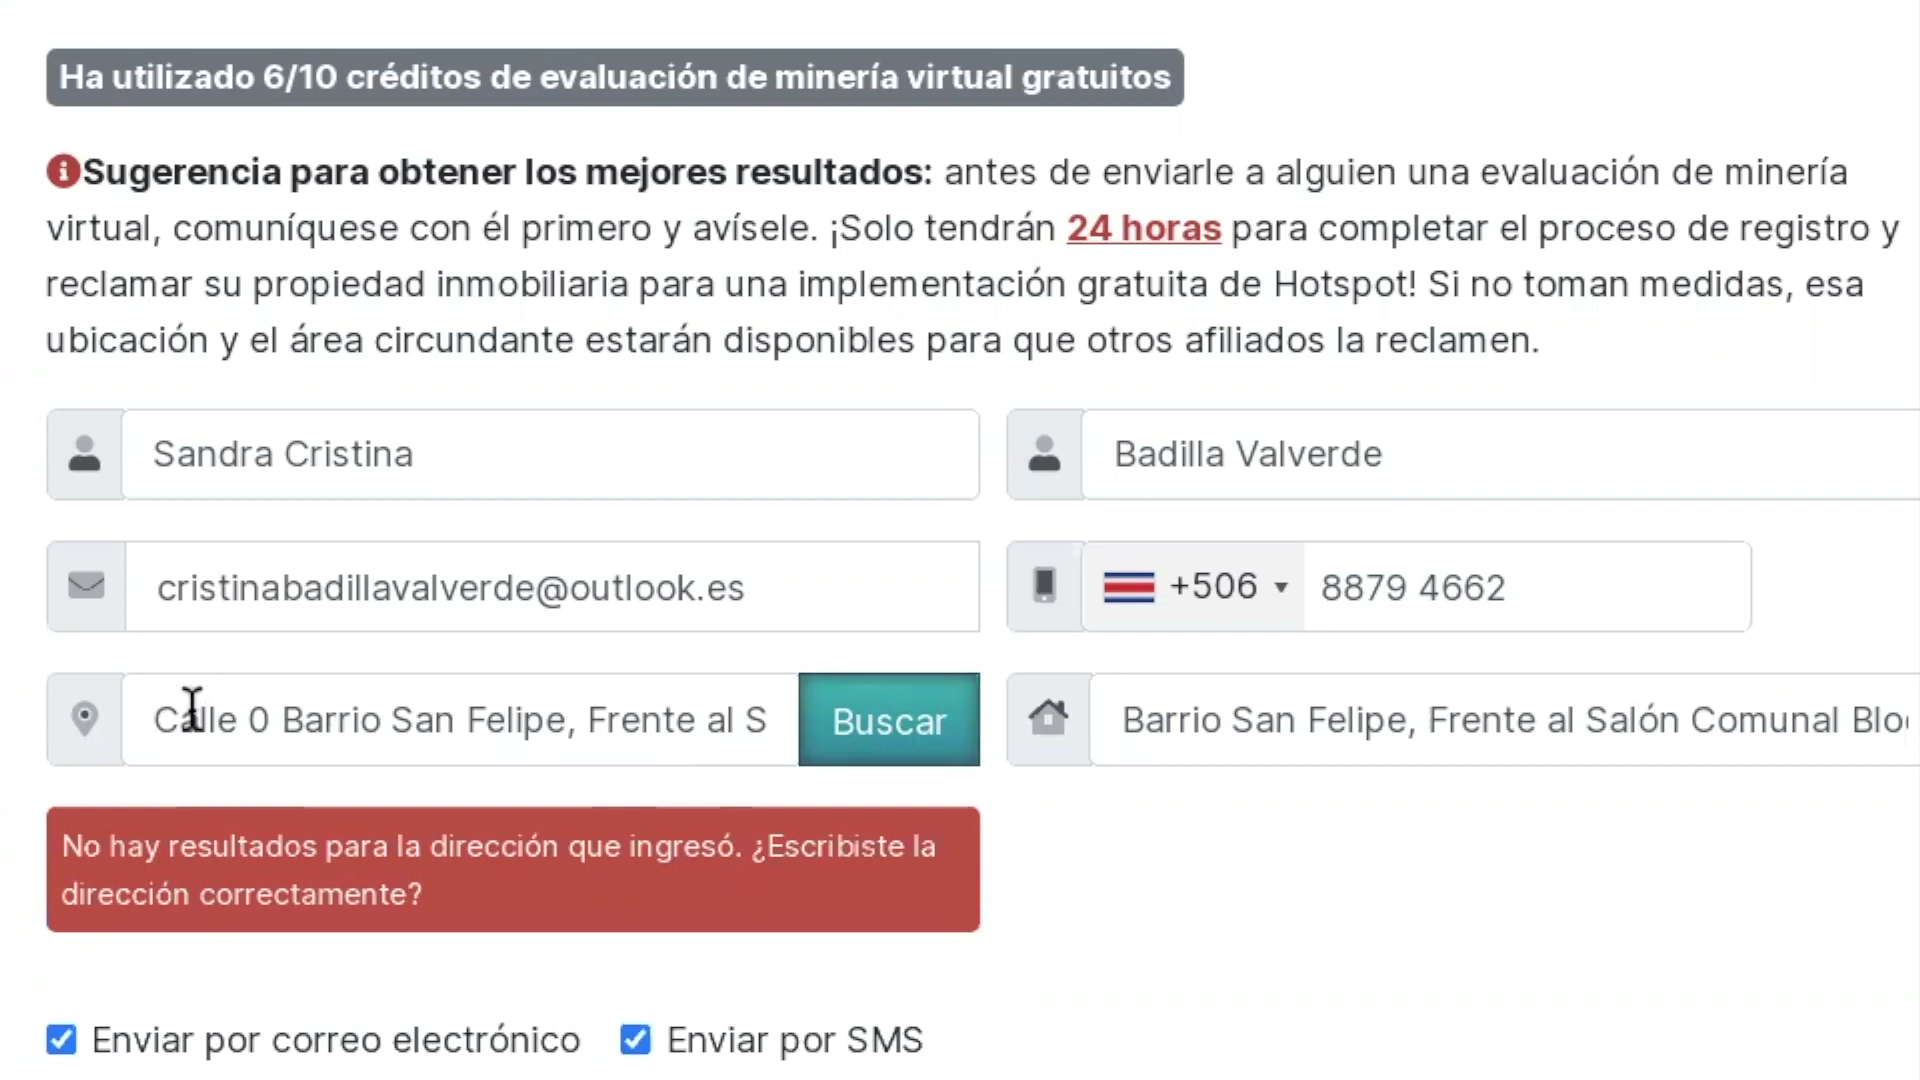 Ha utilizado 6/10 créditos de evaluación de minería virtual gratuitos
Sugerencia para obtener los mejores resultados: antes de enviarle a alguien una evaluación de minería
virtual, comuníquese con él primero y avísele. ¡Solo tendrán 24 horas para completar el proceso de registro y
reclamar su propiedad inmobiliaria para una implementación gratuita de Hotspot! Si no toman medidas, esa
ubicación y el área circundante estarán disponibles para que otros afiliados la reclamen.
Sandra Cristina
Badilla Valverde
cristinabadillavalverde@outlook.es
+506 8879 4662
Calle 0 Barrio San Felipe, Frente al S
Buscar
Barrio San Felipe, Frente al Salón Comunal Blo
No hay resultados para la dirección que ingresó. ¿Escribiste la
dirección correctamente?
Enviar por correo electrónico
Enviar por SMS